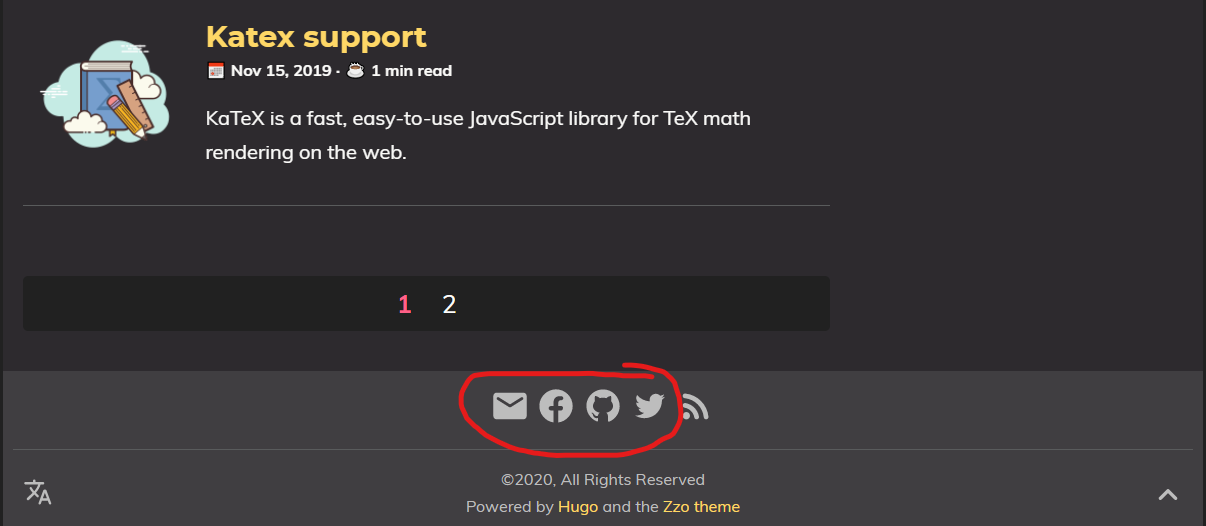 Katex support
Nov 15, 2019 · 1 min read
KaTeX is a fast, easy-to-use JavaScript library for TeX math
rendering on the web.
1 2
©2020, All Rights Reserved
Powered by Hugo and the Zzo theme